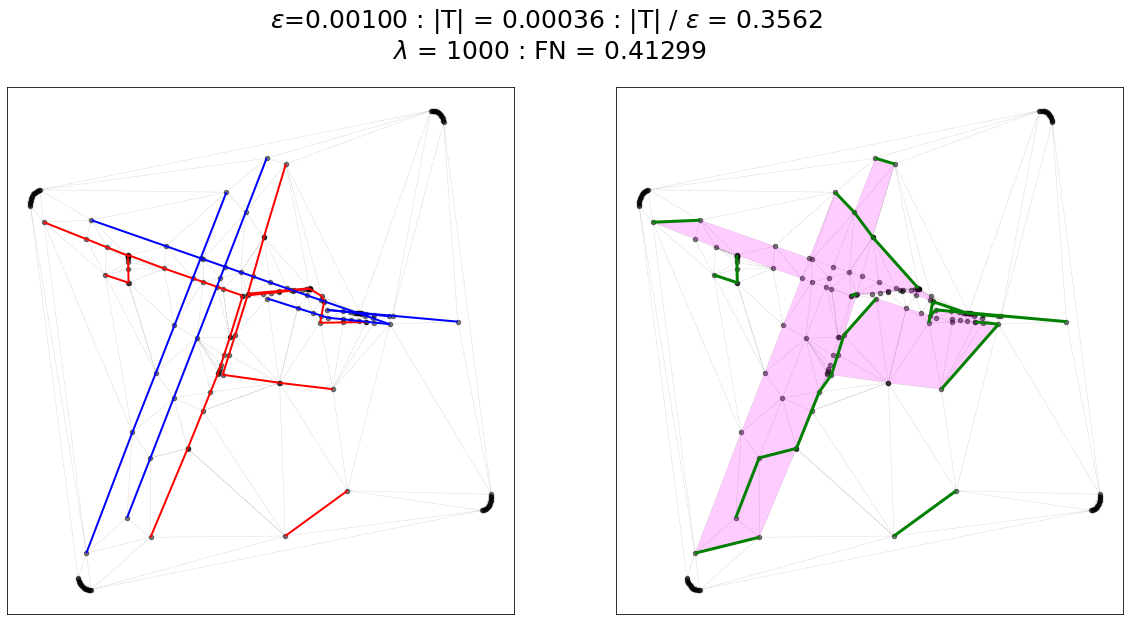 ε=0.00100 : |T| = 0.00036 : |T| / ε = 0.3562
λ = 1000 : FN = 0.41299